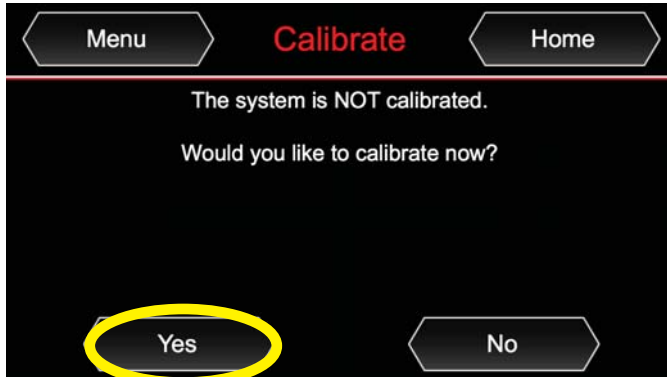 Menu
Calibrate
Home
The system is NOT calibrated.
Would you like to calibrate now?
Yes
No